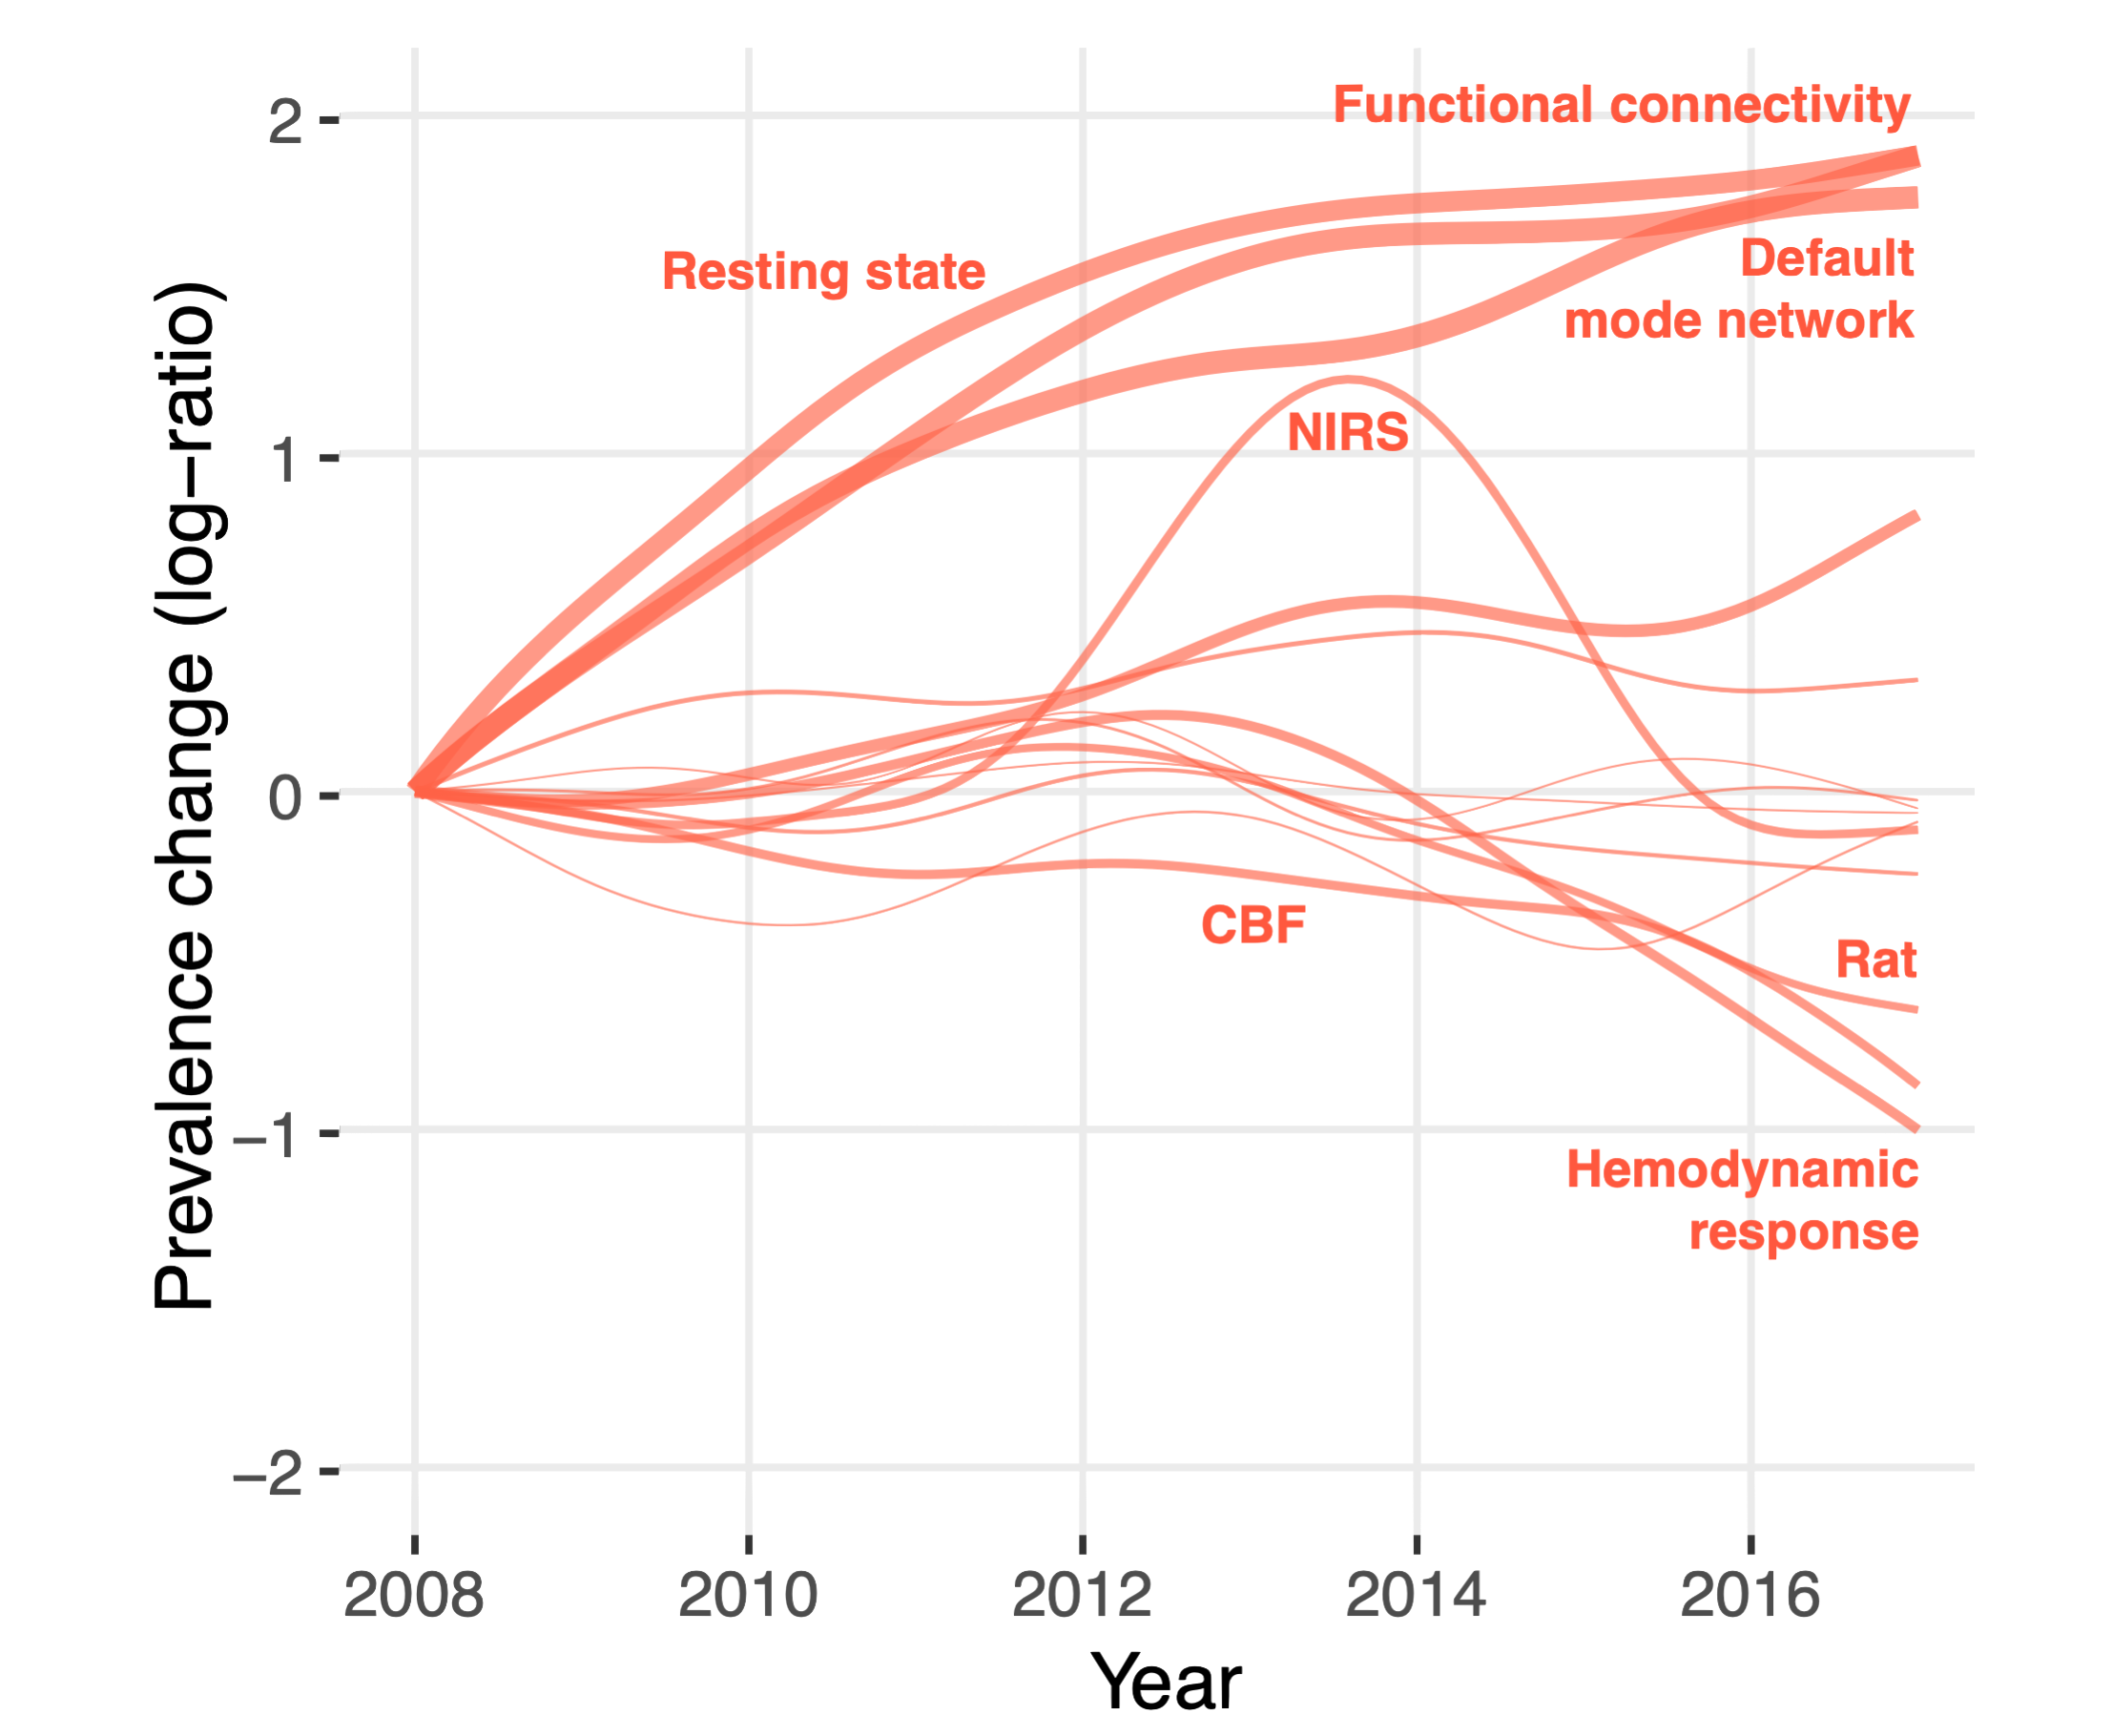 Prevalence change (log−ratio)
2
1
0
−1
−2
Functional connectivity
Resting state
Default
mode network
NIRS
CBF
Rat
Hemodynamic
response
2008
2010
2012
2014
2016
Year